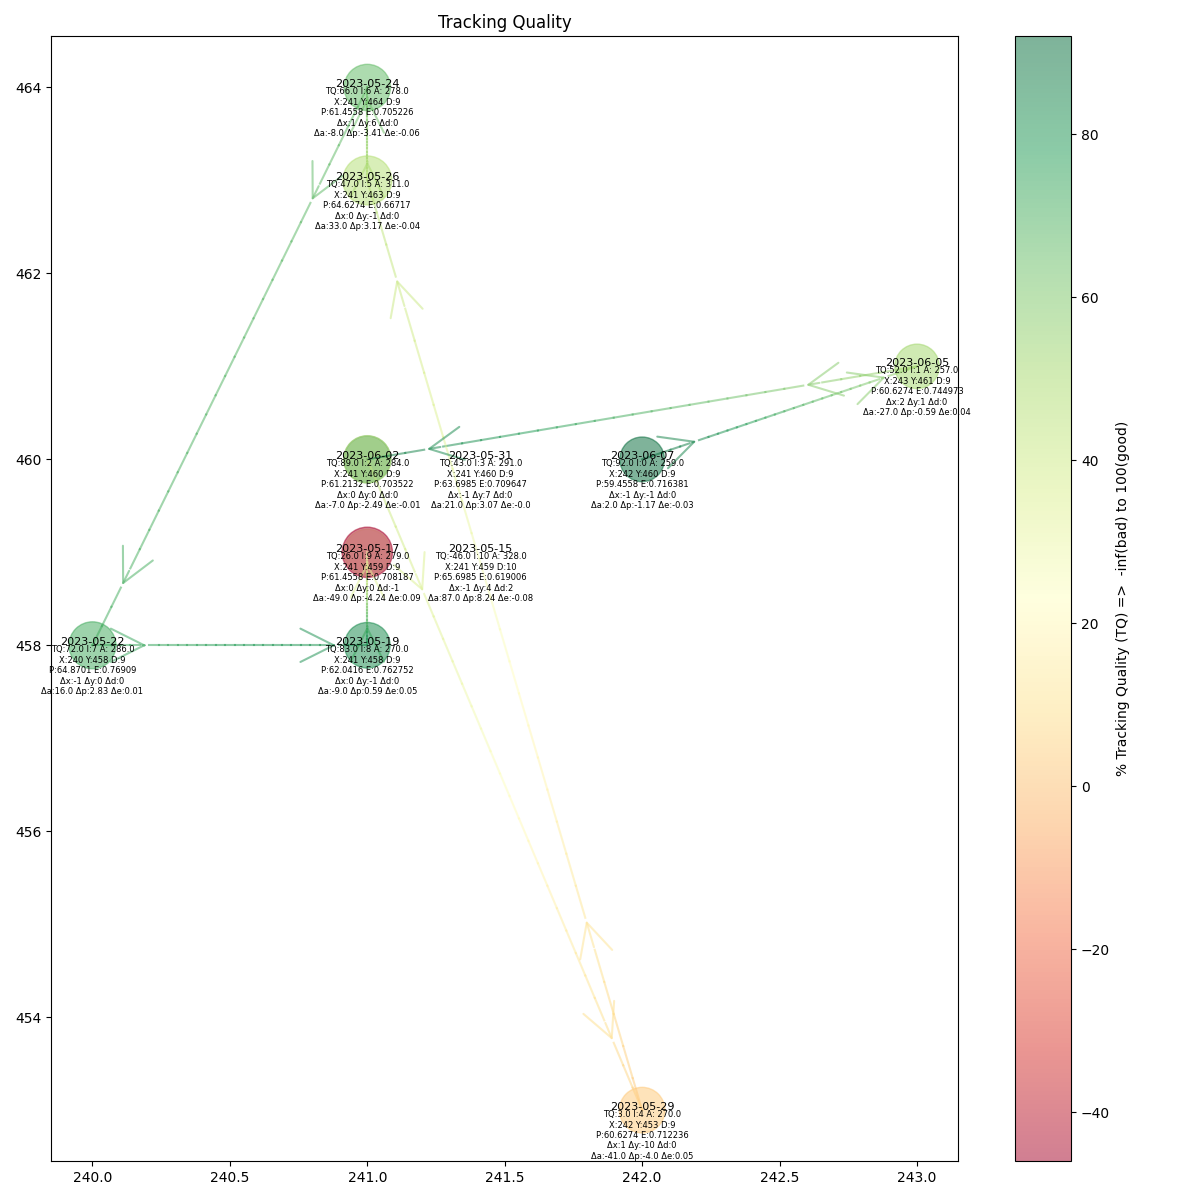 Tracking Quality
464
462
460
458
456
454
240.0
240.5
241.0
241.5
242.0
242.5
243.0
2023-05-24
TQ:66.0 I:6 A: 278.0
X:241 Y:464 D:9
P:61.4558 E:0.705226
Δx:1 Δy:6 Δd:0
Δa:-8.0 Δp:-3.41 Δe:-0.06
2023-05-26
TQ:47.0 I:5 A: 311.0
X:241 Y:463 D:9
P:64.6274 E:0.66717
Δx:0 Δy:-1 Δd:0
Δa:33.0 Δp:3.17 Δe:-0.04
2023-06-05
TQ:52.0 I:1 A: 257.0
X:243 Y:461 D:9
P:60.6274 E:0.744973
Δx:2 Δy:1 Δd:0
Δa:-27.0 Δp:-0.59 Δe:0.04
2023-06-02
TQ:89.0 I:2 A: 284.0
X:241 Y:460 D:9
P:61.2132 E:0.703522
Δx:0 Δy:0 Δd:0
Δa:-7.0 Δp:-2.49 Δe:-0.01
2023-05-31
TQ:43.0 I:3 A: 291.0
X:241 Y:460 D:9
P:63.6985 E:0.709647
Δx:-1 Δy:7 Δd:0
Δa:21.0 Δp:3.07 Δe:-0.0
2023-06-07
TQ:92.0 I:0 A: 259.0
X:242 Y:460 D:9
P:59.4558 E:0.716381
Δx:-1 Δy:-1 Δd:0
Δa:2.0 Δp:-1.17 Δe:-0.03
2023-05-17
TQ:26.0 I:9 A: 279.0
X:241 Y:459 D:9
P:61.4558 E:0.708187
Δx:0 Δy:0 Δd:-1
Δa:-49.0 Δp:-4.24 Δe:0.09
2023-05-15
TQ:-46.0 I:10 A: 328.0
X:241 Y:459 D:10
P:65.6985 E:0.619006
Δx:-1 Δy:4 Δd:2
Δa:87.0 Δp:8.24 Δe:-0.08
2023-05-22
TQ:72.0 I:7 A: 286.0
X:240 Y:458 D:9
P:64.8701 E:0.76909
Δx:-1 Δy:0 Δd:0
Δa:16.0 Δp:2.83 Δe:0.01
2023-05-19
TQ:83.0 I:8 A: 270.0
X:241 Y:458 D:9
P:62.0416 E:0.762752
Δx:0 Δy:-1 Δd:0
Δa:-9.0 Δp:0.59 Δe:0.05
2023-05-29
TQ:3.0 I:4 A: 270.0
X:242 Y:453 D:9
P:60.6274 E:0.712236
Δx:1 Δy:-10 Δd:0
Δa:-41.0 Δp:-4.0 Δe:0.05
80
60
40
20
0
−20
−40
% Tracking Quality (TQ) => -inf(bad) to 100(good)